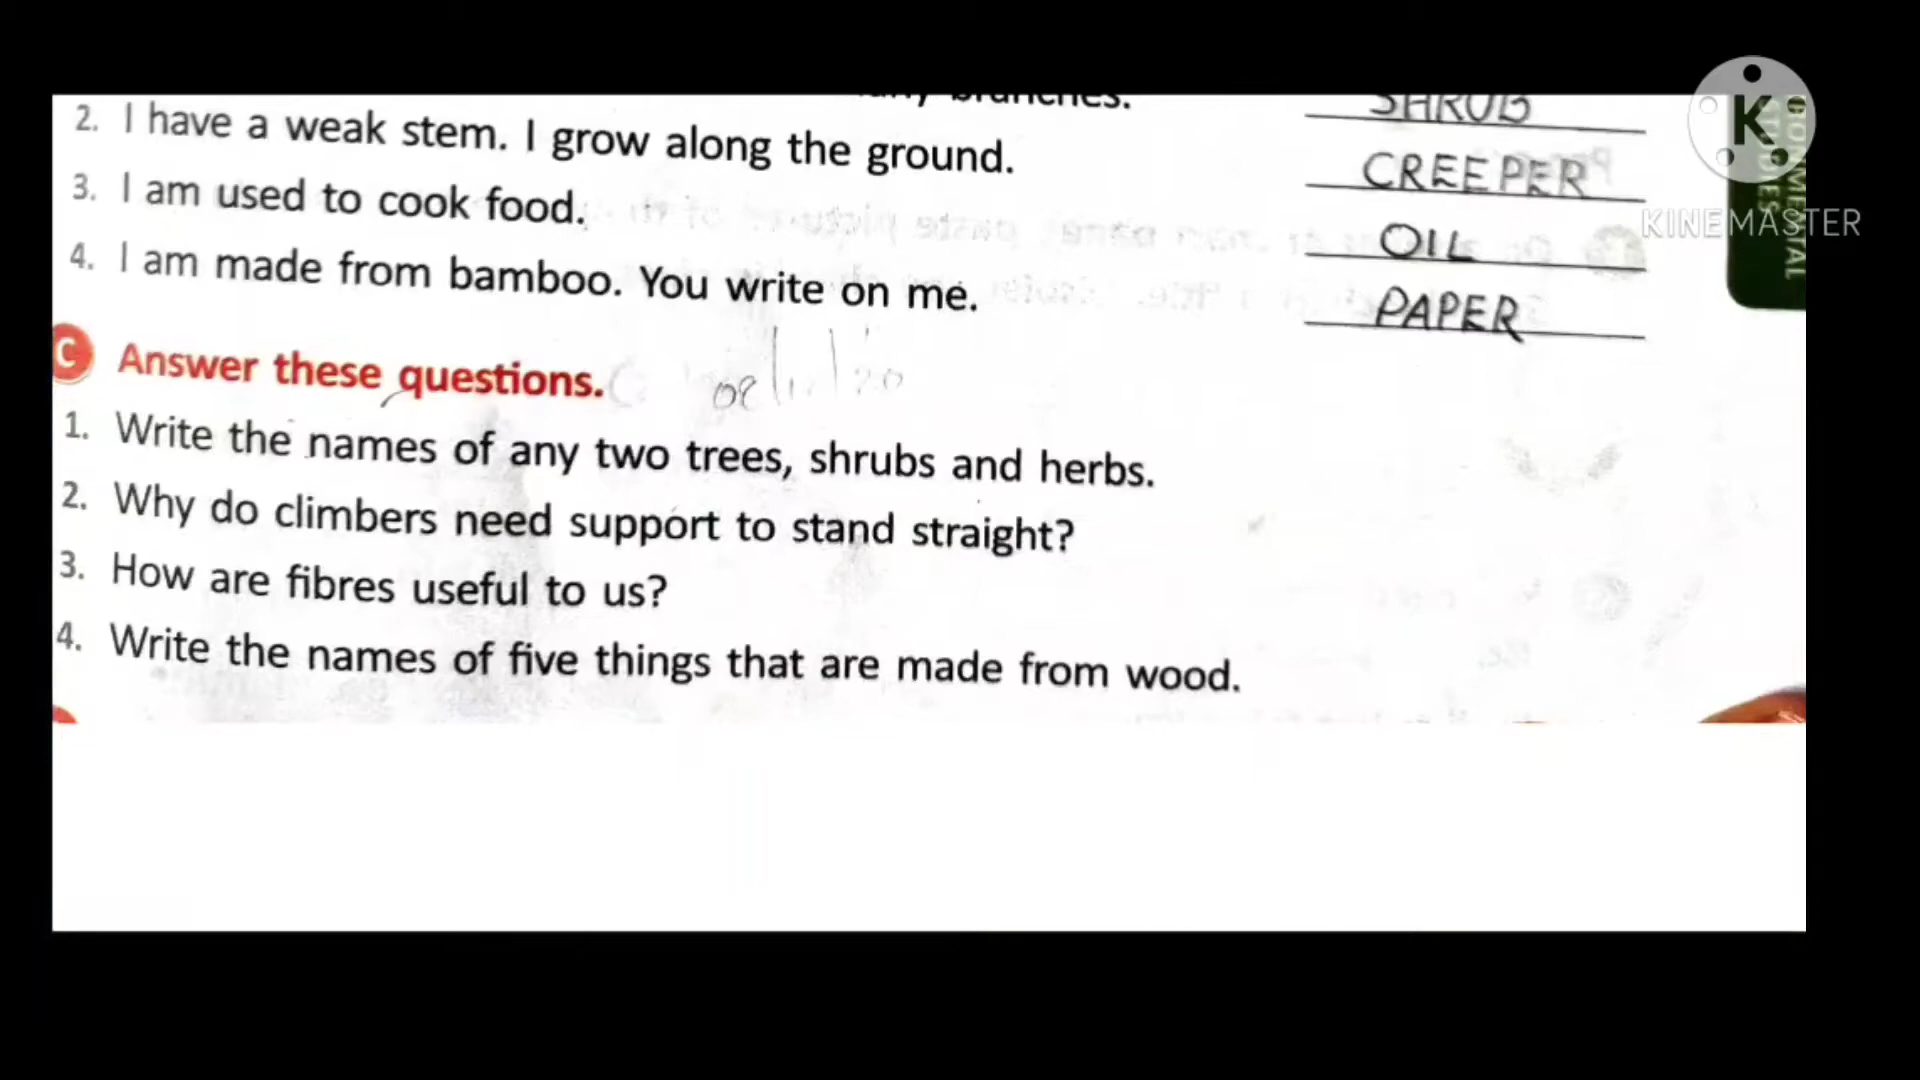 branches. SHRUB
2. I have a weak stem. I grow along the ground. CREEPER
3. I am used to cook food. OIL
4. I am made from bamboo. You write on me. PAPER
C Answer these questions.
1. Write the names of any two trees, shrubs and herbs.
2. Why do climbers need support to stand straight?
3. How are fibres useful to us?
4. Write the names of five things that are made from wood.
K
KINEMASTER